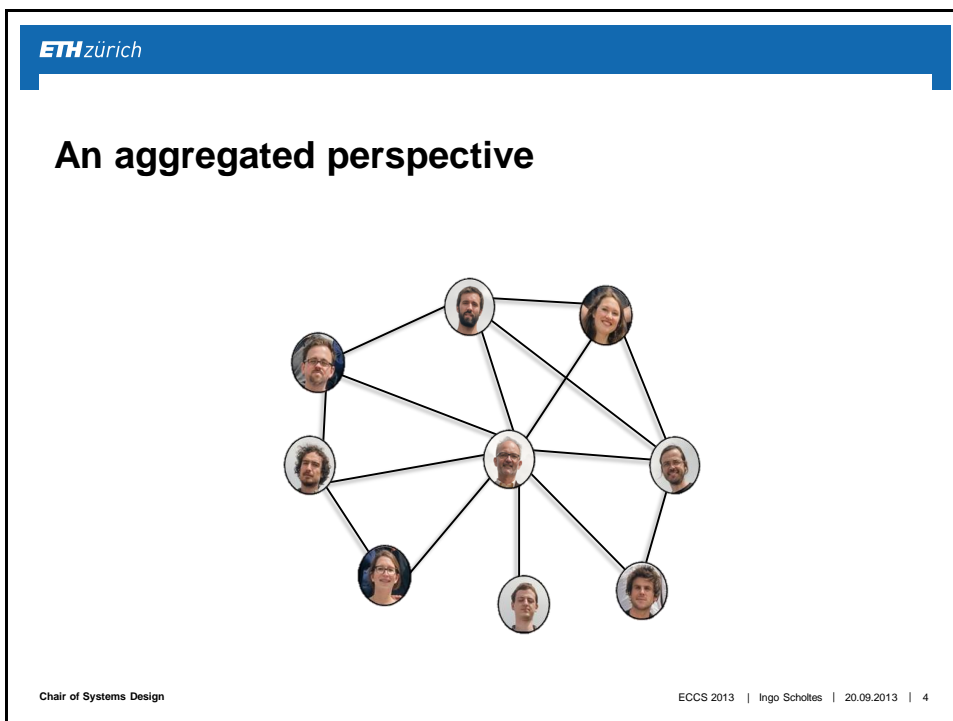 ETH zürich
An aggregated perspective
Chair of Systems Design
ECCS 2013 | Ingo Scholtes | 20.09.2013 | 4